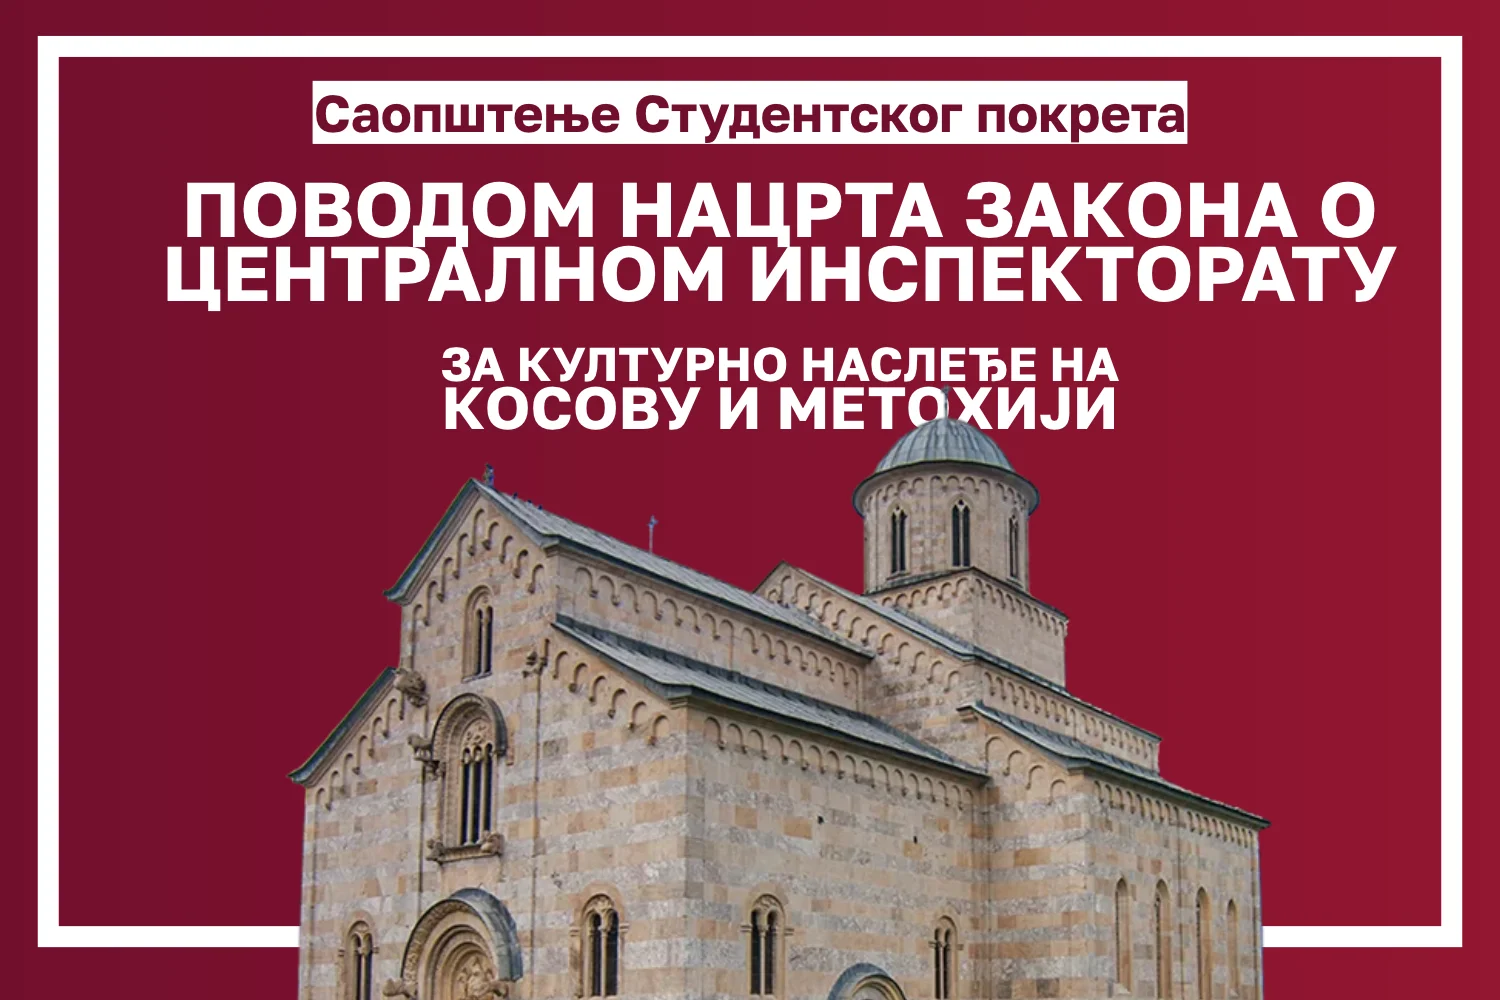 Саопштење Студентског покрета
ПОВОДОМ НАЦРТА ЗАКОНА О
ЦЕНТРАЛНОМ ИНСПЕКТОРАТУ
ЗА КУЛТУРНО НАСЛЕЂЕ НА
КОСОВУ И МЕТОХИЈИ